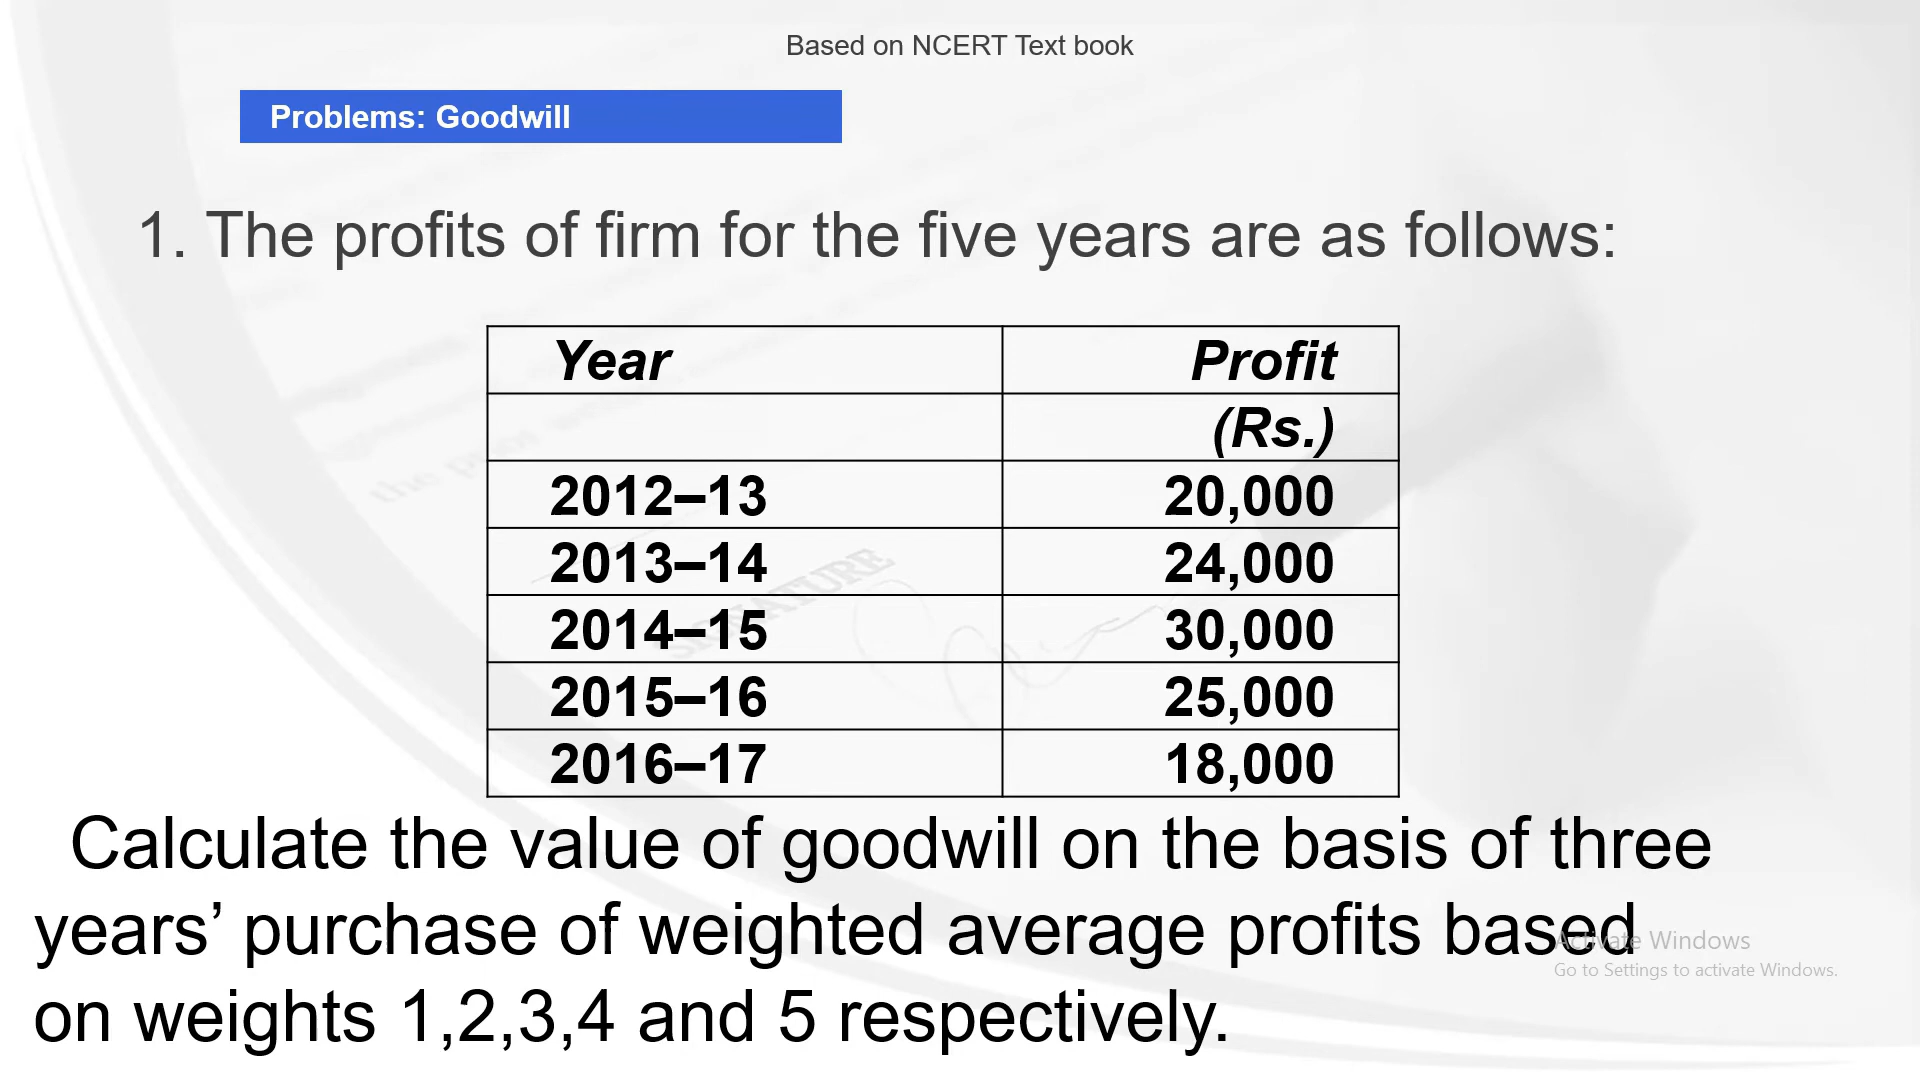 Based on NCERT Text book
Problems: Goodwill
1. The profits of firm for the five years are as follows:
Year Profit
(Rs.)
2012–13 20,000
2013–14 24,000
2014–15 30,000
2015–16 25,000
2016–17 18,000
Calculate the value of goodwill on the basis of three
years’ purchase of weighted average profits based
on weights 1,2,3,4 and 5 respectively.
Activate Windows
Go to Settings to activate Windows.
SIGNATURE